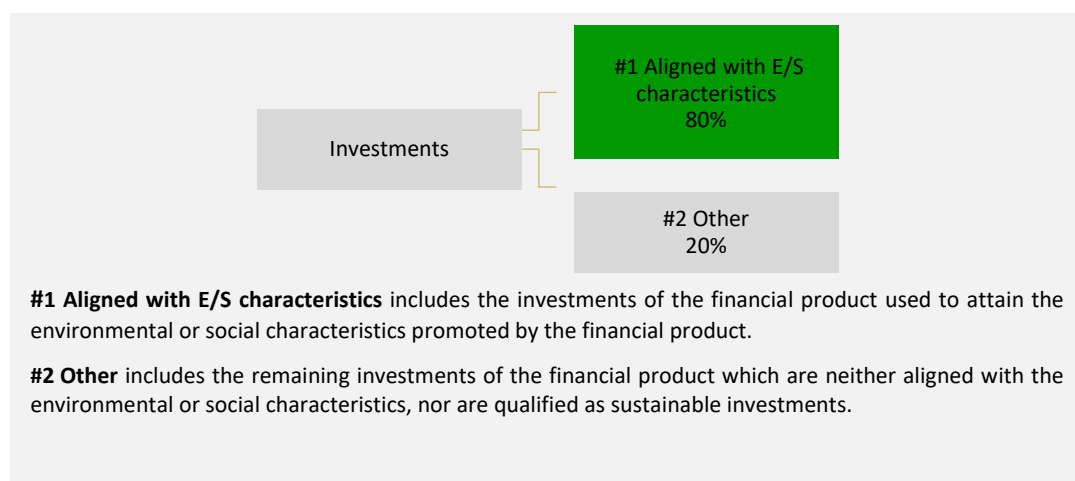 #1 Aligned with E/S
characteristics
80%
Investments
#2 Other
20%
#1 Aligned with E/S characteristics includes the investments of the financial product used to attain the
environmental or social characteristics promoted by the financial product.
#2 Other includes the remaining investments of the financial product which are neither aligned with the
environmental or social characteristics, nor are qualified as sustainable investments.